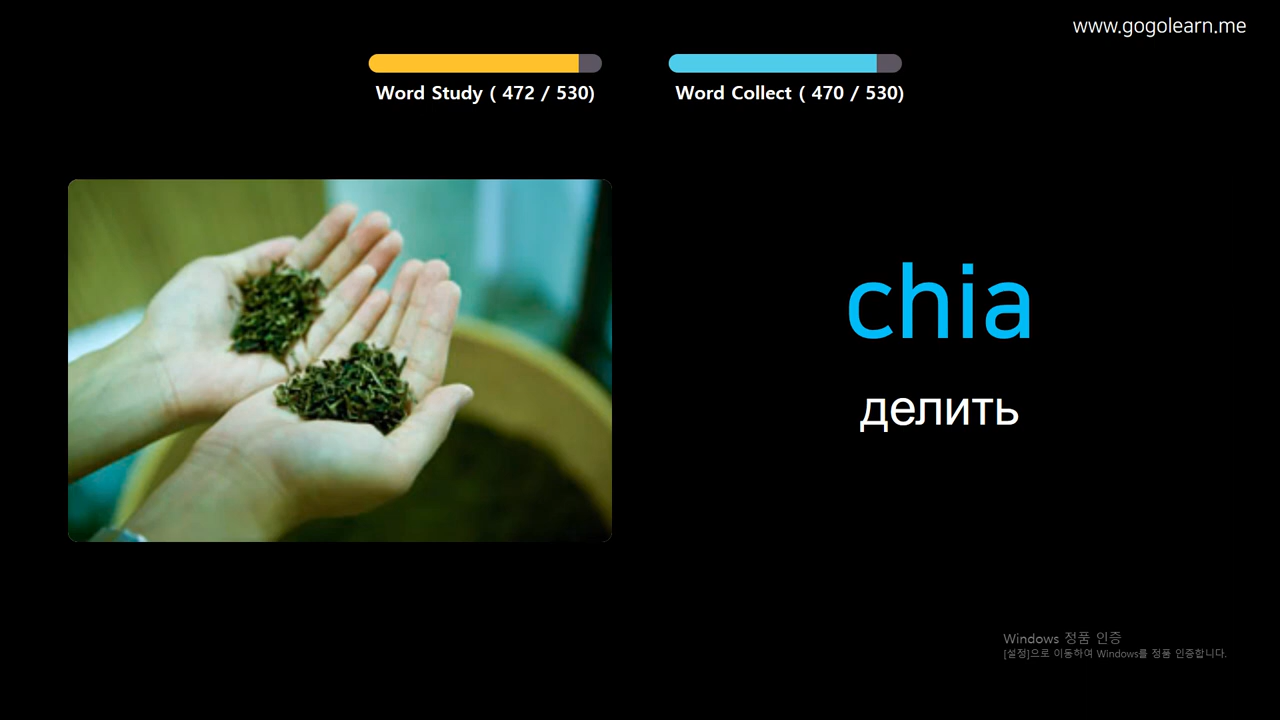 www.gogolearn.me
Word Study ( 472 / 530)
Word Collect ( 470 / 530)
chia
делить
Windows 정품 인증
[설정]으로 이동하여 Windows를 정품 인증합니다.